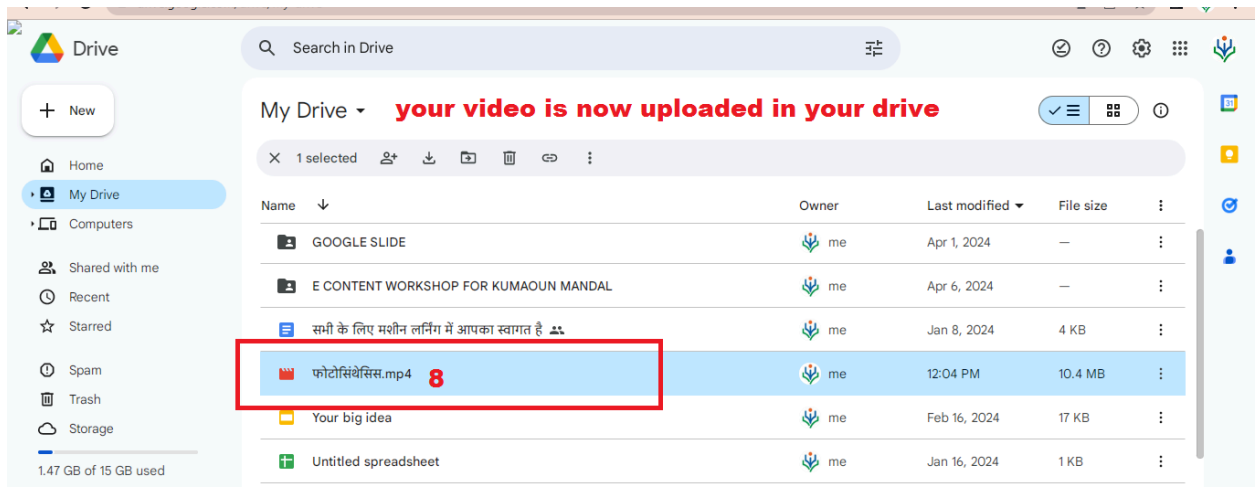 Drive
Search in Drive
New
My Drive your video is now uploaded in your drive
1 selected
Home
My Drive
Computers
Shared with me
Recent
Starred
Spam
Trash
Storage
1.47 GB of 15 GB used
Name Owner Last modified File size
GOOGLE SLIDE me Apr 1, 2024 —
E CONTENT WORKSHOP FOR KUMAOUN MANDAL me Apr 6, 2024 —
सभी के लिए मशीन लर्निंग में आपका स्वागत है me Jan 8, 2024 4 KB
फोटोसिंथेसिस.mp4 8 me 12:04 PM 10.4 MB
Your big idea me Feb 16, 2024 17 KB
Untitled spreadsheet me Jan 16, 2024 1 KB
31